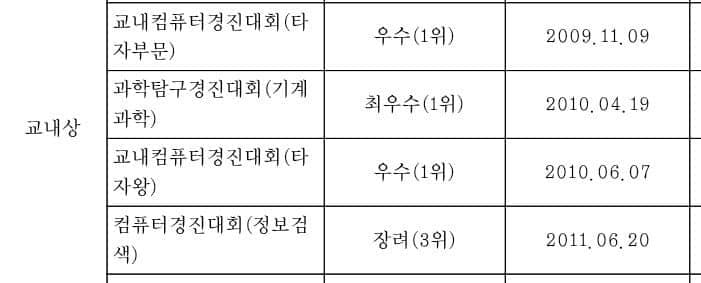 교내컴퓨터경진대회(타
자부문)
우수(1위)
2009.11.09
교내상
과학탐구경진대회(기계
과학)
최우수(1위)
2010.04.19
교내컴퓨터경진대회(타
자왕)
우수(1위)
2010.06.07
컴퓨터경진대회(정보검
색)
장려(3위)
2011.06.20